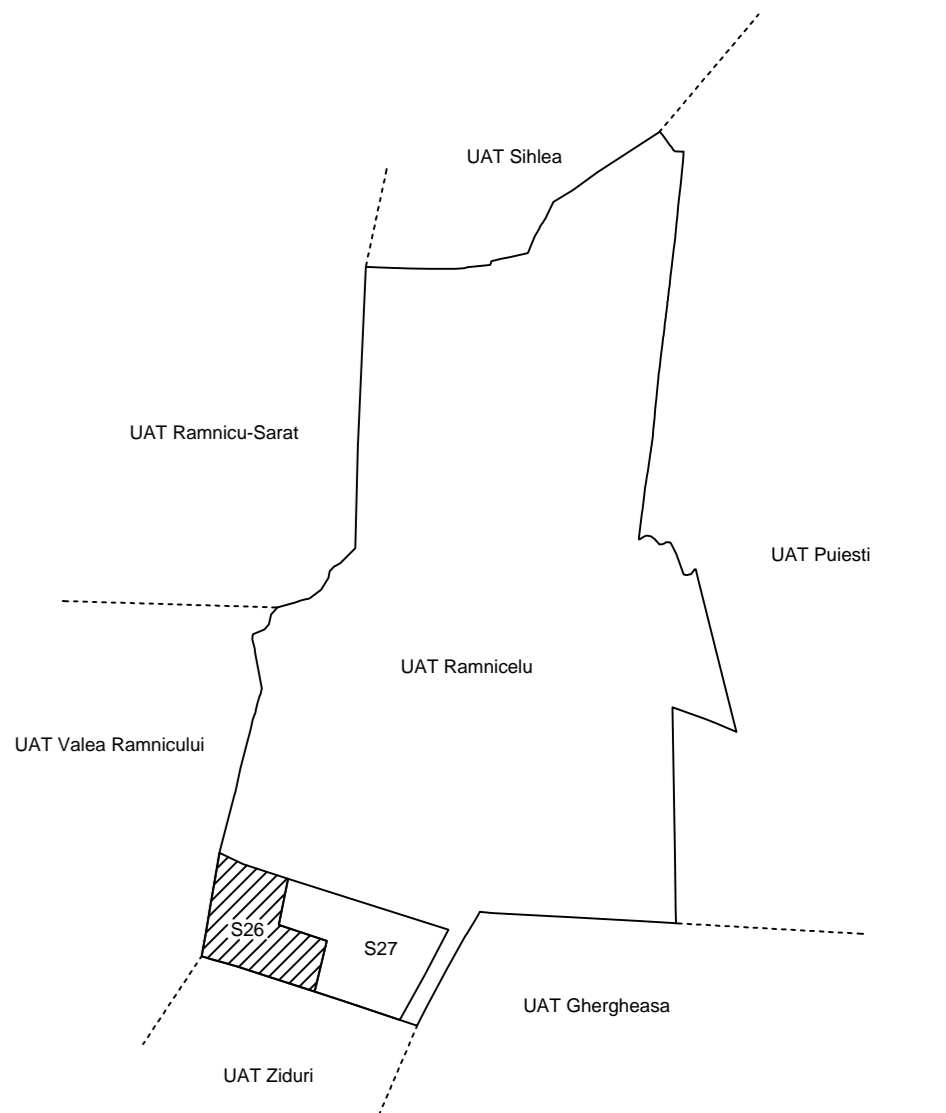 UAT Sihlea
UAT Ramnicu-Sarat
UAT Puiesti
UAT Ramnicelu
UAT Valea Ramnicului
S26
S27
UAT Ghergheasa
UAT Ziduri